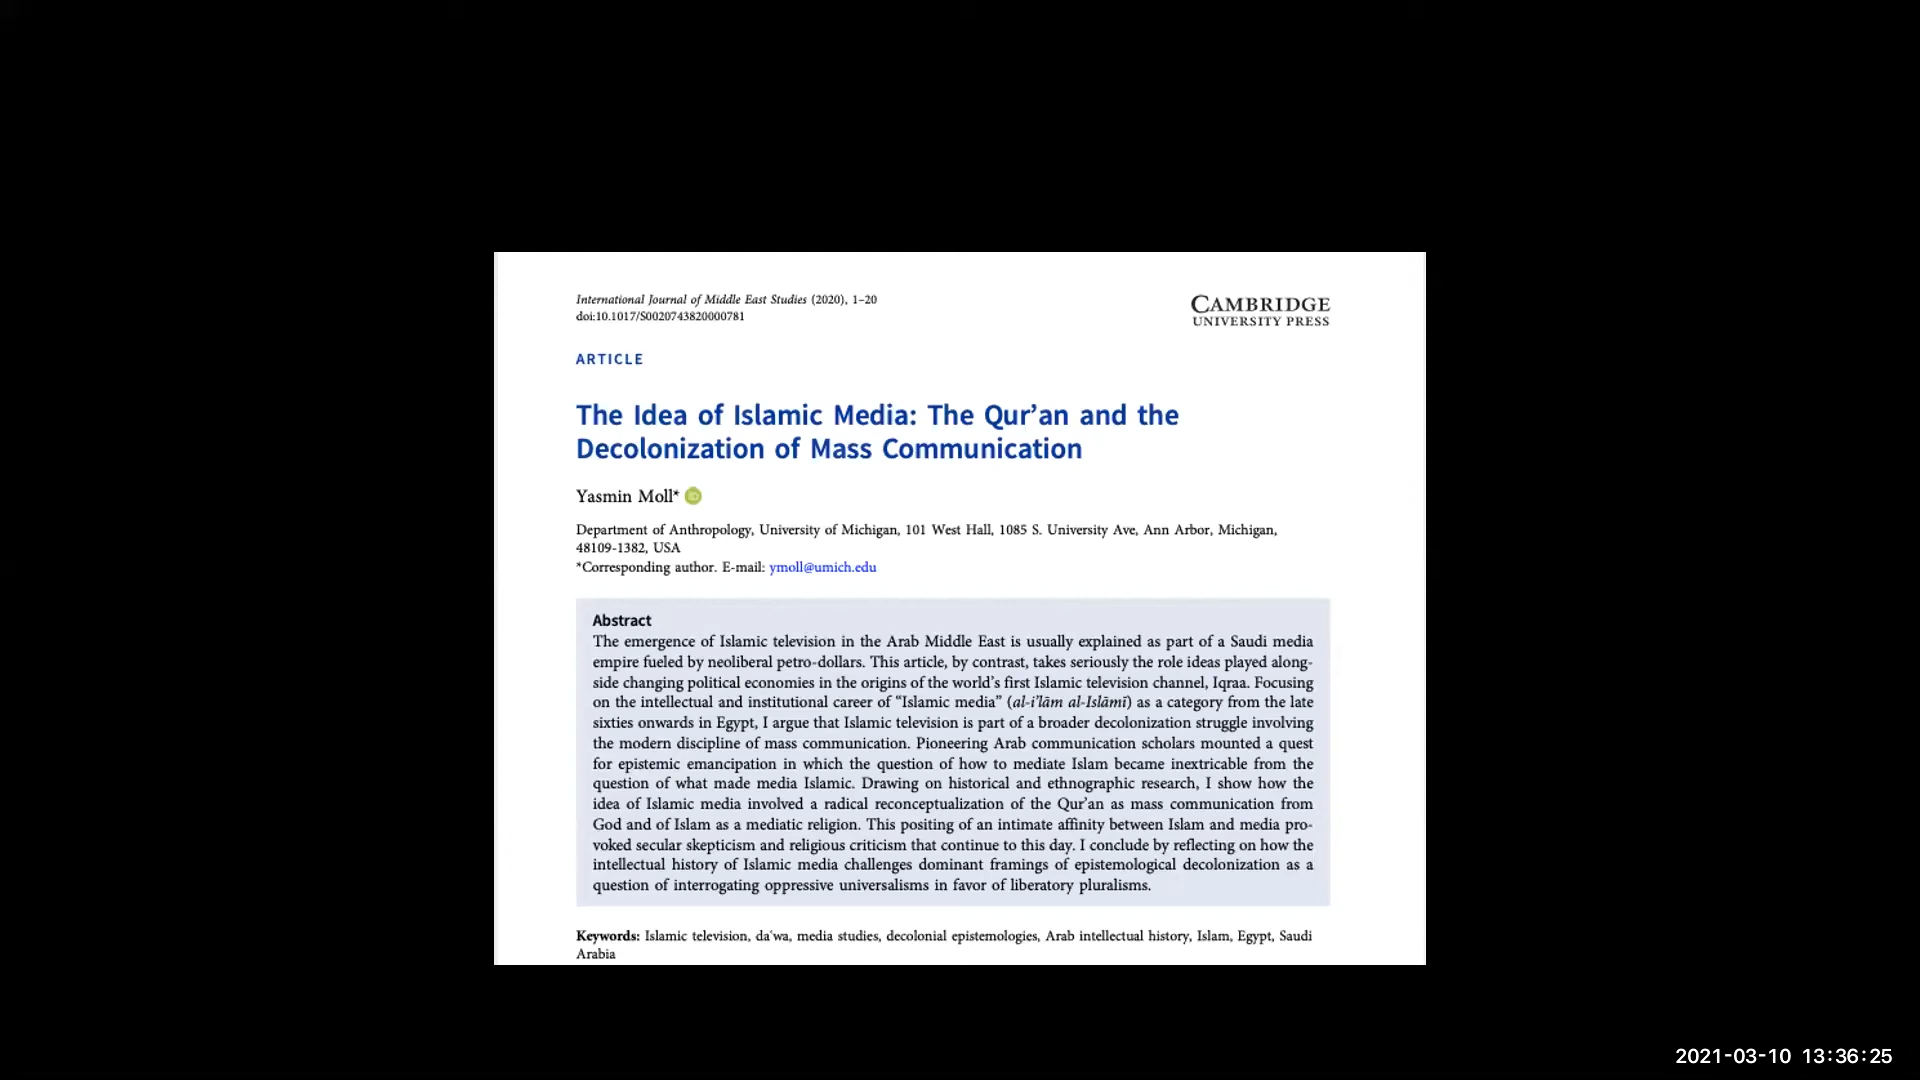 International Journal of Middle East Studies (2020), 1–20
doi:10.1017/S0020743820000781
CAMBRIDGE
UNIVERSITY PRESS
ARTICLE
The Idea of Islamic Media: The Qur’an and the
Decolonization of Mass Communication
Yasmin Moll*
Department of Anthropology, University of Michigan, 101 West Hall, 1085 S. University Ave, Ann Arbor, Michigan,
48109-1382, USA
*Corresponding author. E-mail: ymoll@umich.edu
Abstract
The emergence of Islamic television in the Arab Middle East is usually explained as part of a Saudi media
empire fueled by neoliberal petro-dollars. This article, by contrast, takes seriously the role ideas played along-
side changing political economies in the origins of the world’s first Islamic television channel, Iqraa. Focusing
on the intellectual and institutional career of “Islamic media” (al-i‘lām al-Islāmī) as a category from the late
sixties onwards in Egypt, I argue that Islamic television is part of a broader decolonization struggle involving
the modern discipline of mass communication. Pioneering Arab communication scholars mounted a quest
for epistemic emancipation in which the question of how to mediate Islam became inextricable from the
question of what made media Islamic. Drawing on historical and ethnographic research, I show how the
idea of Islamic media involved a radical reconceptualization of the Qur’an as mass communication from
God and of Islam as a mediatic religion. This positing of an intimate affinity between Islam and media pro-
voked secular skepticism and religious criticism that continue to this day. I conclude by reflecting on how the
intellectual history of Islamic media challenges dominant framings of epistemological decolonization as a
question of interrogating oppressive universalisms in favor of liberatory pluralisms.
Keywords: Islamic television, da‘wa, media studies, decolonial epistemologies, Arab intellectual history, Islam, Egypt, Saudi
Arabia
2021-03-10 13:36:25